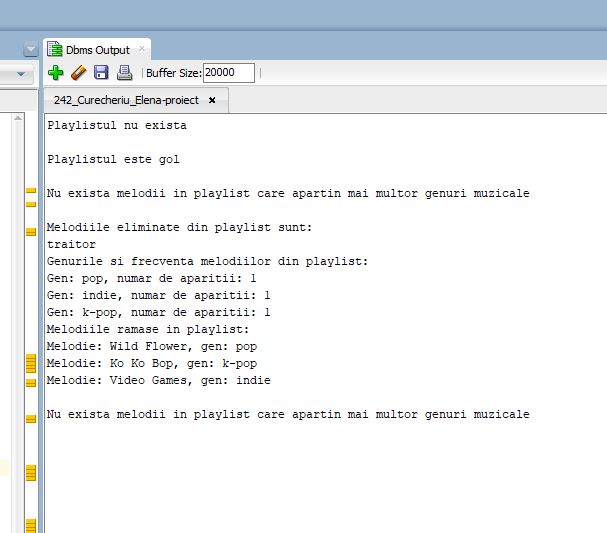 Dbms Output
Buffer Size: 20000
242_Curecheriu_Elena-proiect
Playlistul nu exista
Playlistul este gol
Nu exista melodii in playlist care apartin mai multor genuri muzicale
Melodiile eliminate din playlist sunt:
traitor
Genurile si frecventa melodiilor din playlist:
Gen: pop, numar de aparitii: 1
Gen: indie, numar de aparitii: 1
Gen: k-pop, numar de aparitii: 1
Melodiile ramase in playlist:
Melodie: Wild Flower, gen: pop
Melodie: Ko Ko Bop, gen: k-pop
Melodie: Video Games, gen: indie
Nu exista melodii in playlist care apartin mai multor genuri muzicale